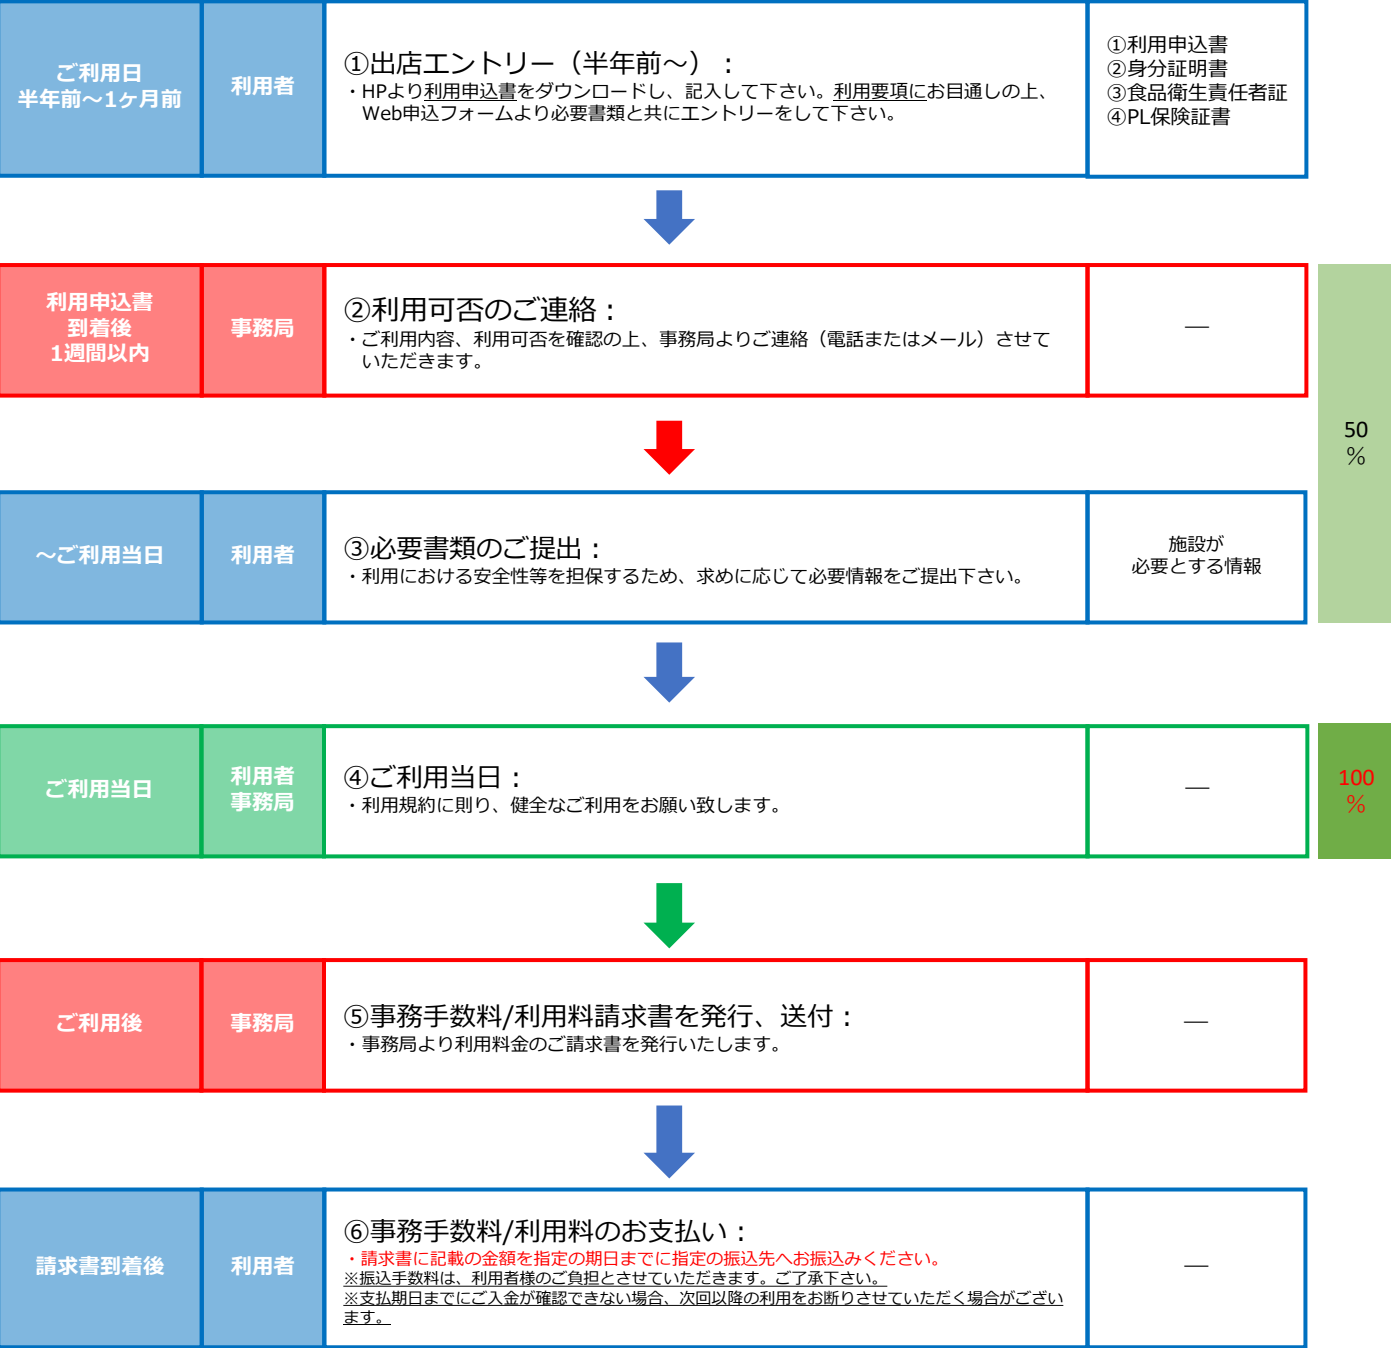 ご利用日
半年前～1ヶ月前
利用者
①出店エントリー（半年前～）：
・HPより利用申込書をダウンロードし、記入して下さい。利用要項にお目通しの上、
Web申込フォームより必要書類と共にエントリーをして下さい。
①利用申込書
②身分証明書
③食品衛生責任者証
④PL保険証書
利用申込書
到着後
1週間以内
事務局
②利用可否のご連絡：
・ご利用内容、利用可否を確認の上、事務局よりご連絡（電話またはメール）させて
いただきます。
―
50
％
～ご利用当日
利用者
③必要書類のご提出：
・利用における安全性等を担保するため、求めに応じて必要情報をご提出下さい。
施設が
必要とする情報
ご利用当日
利用者
事務局
④ご利用当日：
・利用規約に則り、健全なご利用をお願い致します。
―
100
％
ご利用後
事務局
⑤事務手数料/利用料請求書を発行、送付：
・事務局より利用料金のご請求書を発行いたします。
―
請求書到着後
利用者
⑥事務手数料/利用料のお支払い：
・請求書に記載の金額を指定の期日までに指定の振込先へお振込みください。
※振込手数料は、利用者様のご負担とさせていただきます。ご了承下さい。
※支払期日までにご入金が確認できない場合、次回以降の利用をお断りさせていただく場合がござい
ます。
―